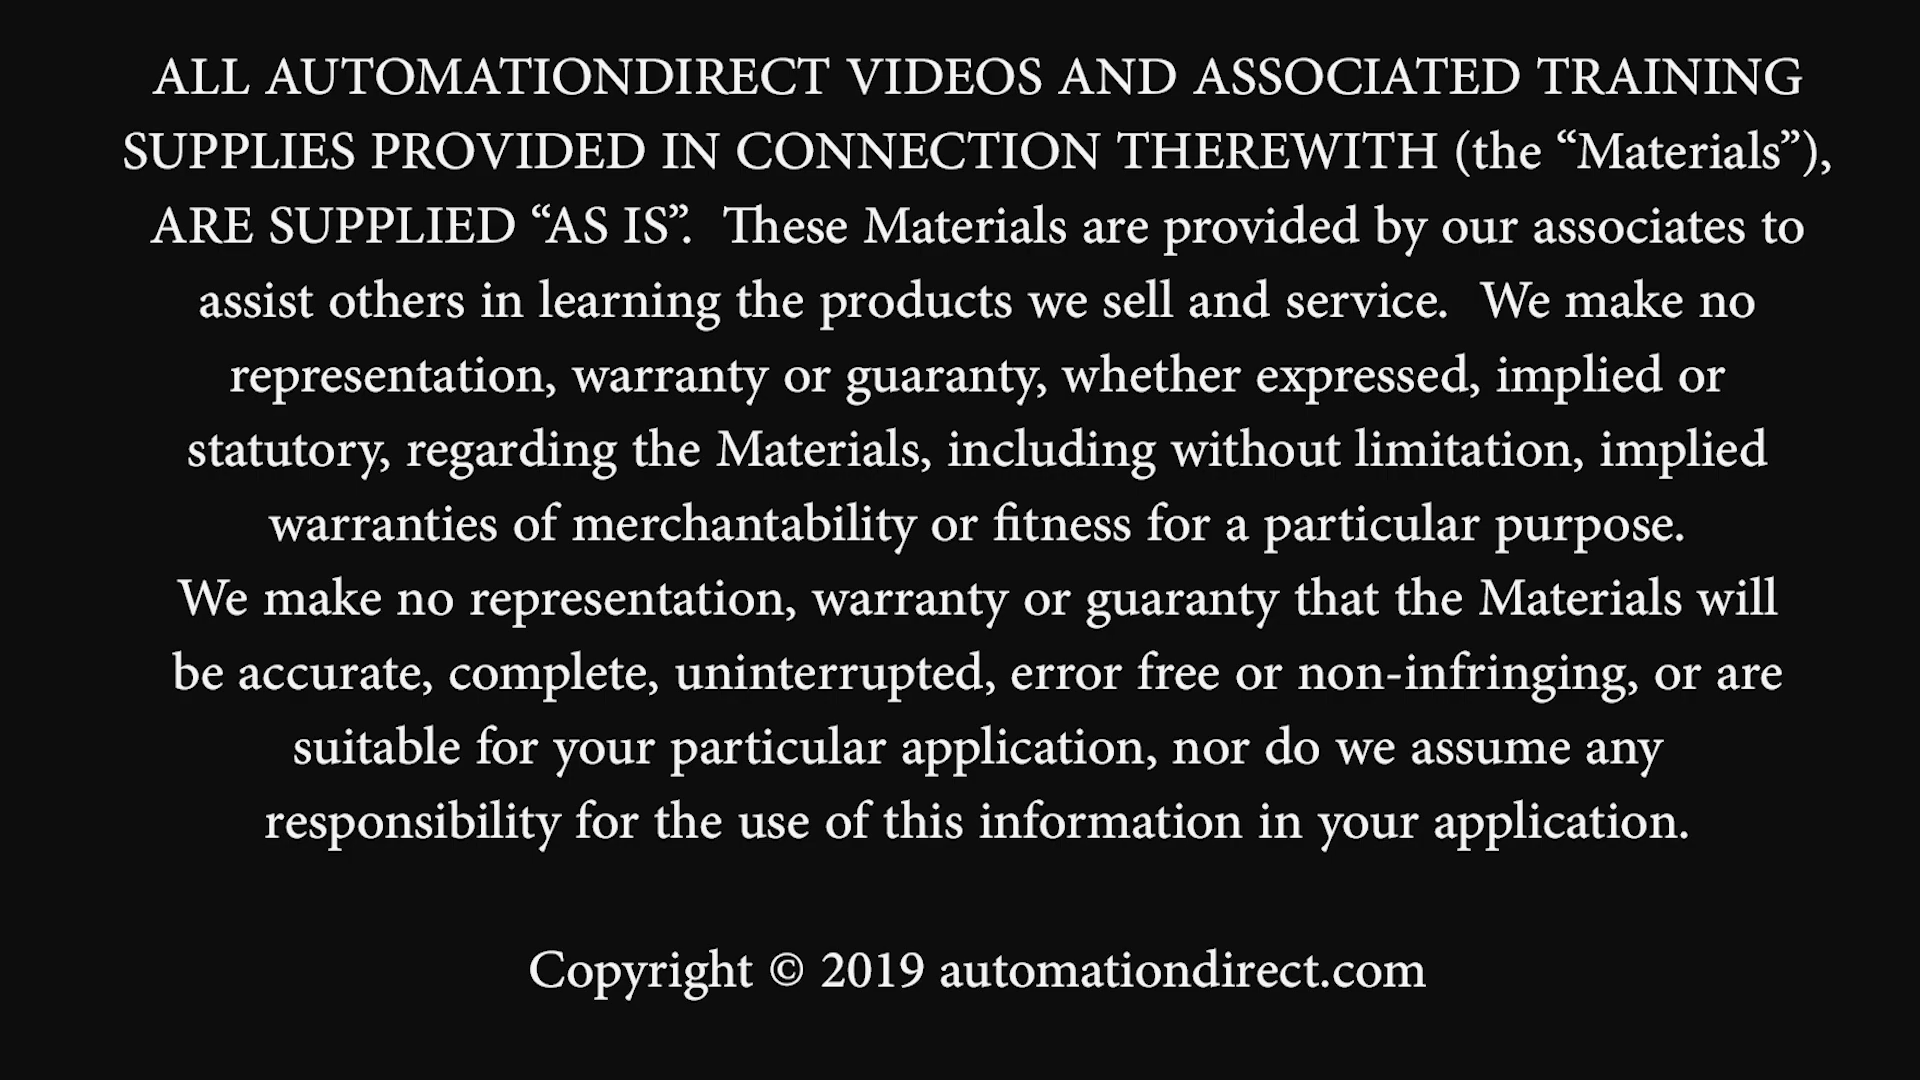 ALL AUTOMATIONDIRECT VIDEOS AND ASSOCIATED TRAINING
SUPPLIES PROVIDED IN CONNECTION THEREWITH (the “Materials”),
ARE SUPPLIED “AS IS”.  These Materials are provided by our associates to
assist others in learning the products we sell and service.  We make no
representation, warranty or guaranty, whether expressed, implied or
statutory, regarding the Materials, including without limitation, implied
warranties of merchantability or fitness for a particular purpose.
We make no representation, warranty or guaranty that the Materials will
be accurate, complete, uninterrupted, error free or non-infringing, or are
suitable for your particular application, nor do we assume any
responsibility for the use of this information in your application.
Copyright © 2019 automationdirect.com